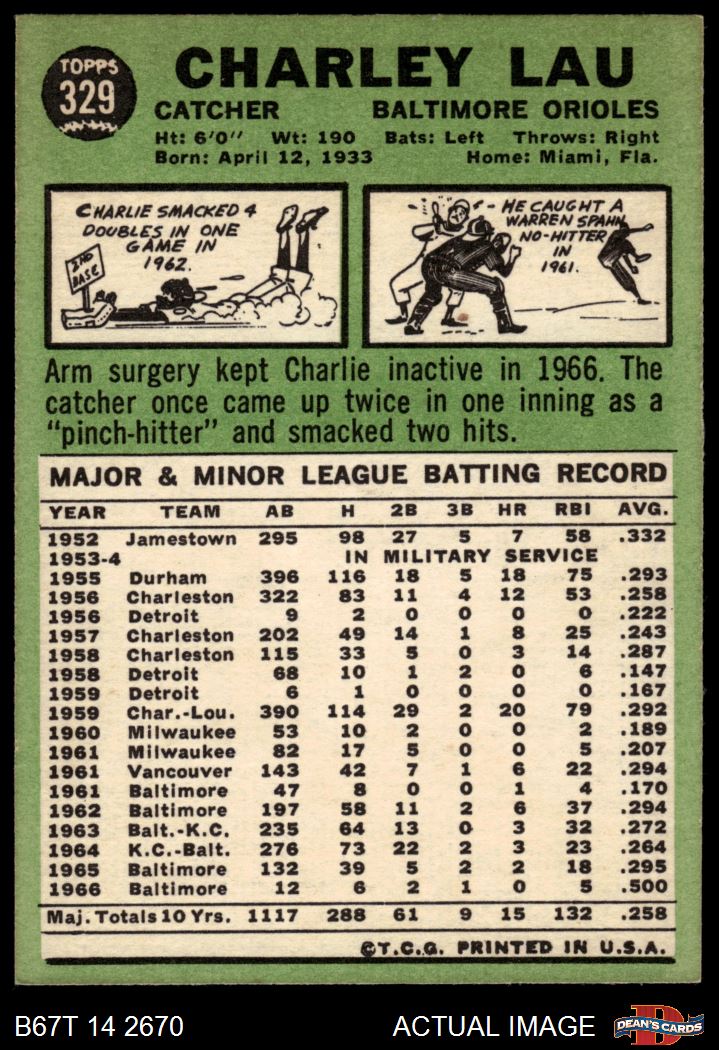 TOPPS
329
CHARLEY LAU
CATCHER BALTIMORE ORIOLES
Ht: 6'0" Wt: 190 Bats: Left Throws: Right
Born: April 12, 1933 Home: Miami, Fla.
CHARLIE SMACKED 4
DOUBLES IN ONE
GAME IN
1962.
2ND
BASE
HE CAUGHT A
WARREN SPAHN
NO-HITTER
IN
1961.
Arm surgery kept Charlie inactive in 1966. The
catcher once came up twice in one inning as a
"pinch-hitter" and smacked two hits.
MAJOR & MINOR LEAGUE BATTING RECORD
YEAR TEAM AB H 2B 3B HR RBI AVG.
1952 Jamestown 295 98 27 5 7 58 .332
1953-4 IN MILITARY SERVICE
1955 Durham 396 116 18 5 18 75 .293
1956 Charleston 322 83 11 4 12 53 .258
1956 Detroit 9 2 0 0 0 0 .222
1957 Charleston 202 49 14 1 8 25 .243
1958 Charleston 115 33 5 0 3 14 .287
1958 Detroit 68 10 1 2 0 6 .147
1959 Detroit 6 1 0 0 0 0 .167
1959 Char.-Lou. 390 114 29 2 20 79 .292
1960 Milwaukee 53 10 2 0 0 2 .189
1961 Milwaukee 82 17 5 0 0 5 .207
1961 Vancouver 143 42 7 1 6 22 .294
1961 Baltimore 47 8 0 0 1 4 .170
1962 Baltimore 197 58 11 2 6 37 .294
1963 Balt.-K.C. 235 64 13 0 3 32 .272
1964 K.C.-Balt. 276 73 22 2 3 23 .264
1965 Baltimore 132 39 5 2 2 18 .295
1966 Baltimore 12 6 2 1 0 5 .500
Maj. Totals 10 Yrs. 1117 288 61 9 15 132 .258
©T.C.G. PRINTED IN U.S.A.
B67T 14 2670 ACTUAL IMAGE
D
DEAN'S CARDS